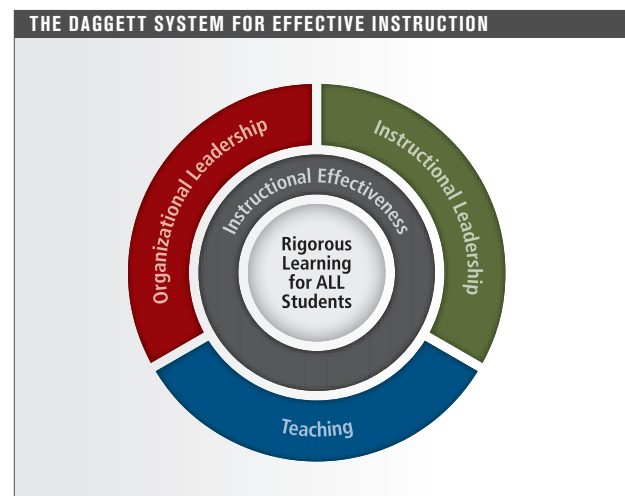 THE DAGGETT SYSTEM FOR EFFECTIVE INSTRUCTION
Organizational Leadership
Instructional Leadership
Instructional Effectiveness
Rigorous
Learning
for ALL
Students
Teaching